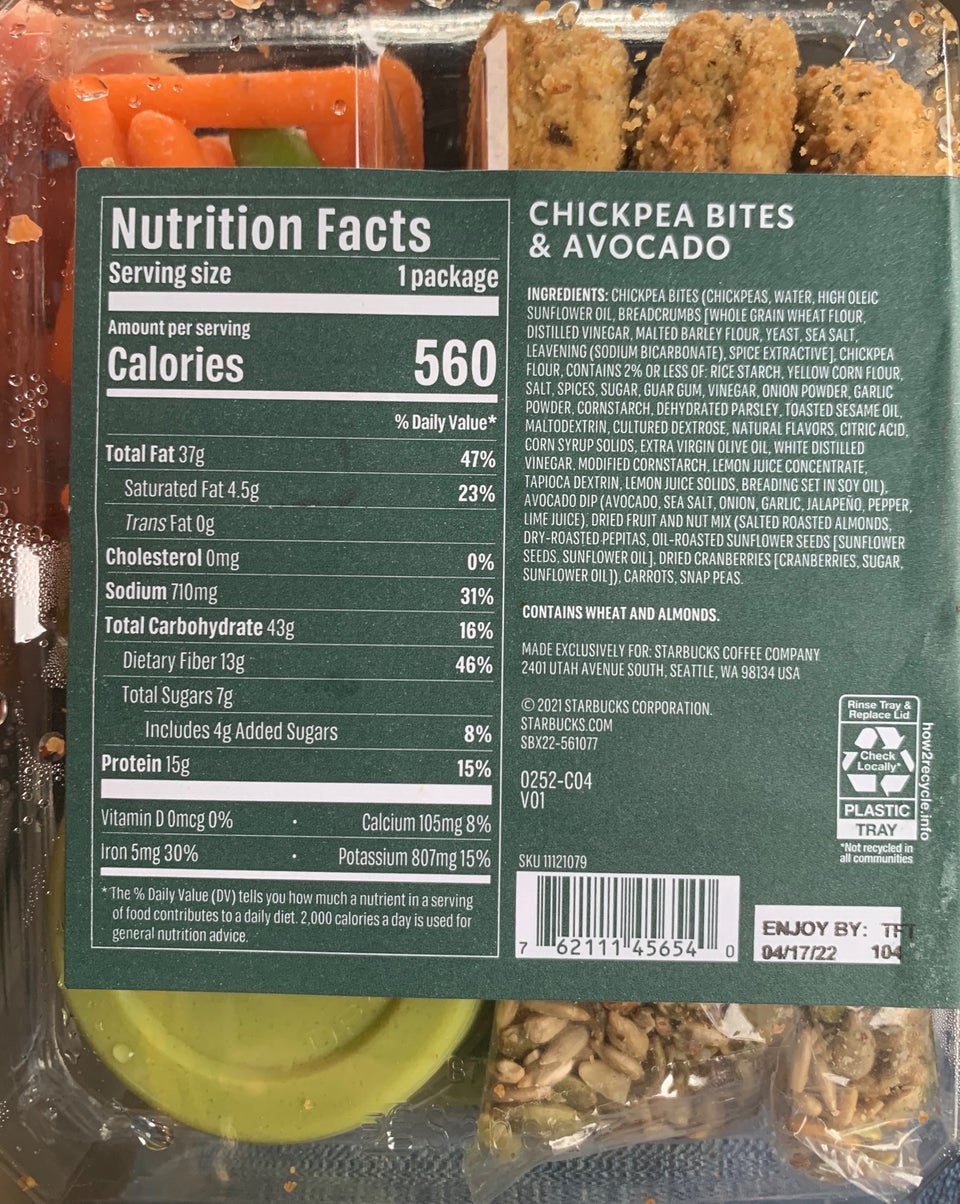 Nutrition Facts
Serving size 1 package
Amount per serving
Calories 560
% Daily Value*
Total Fat 37g 47%
Saturated Fat 4.5g 23%
Trans Fat 0g
Cholesterol 0mg 0%
Sodium 710mg 31%
Total Carbohydrate 43g 16%
Dietary Fiber 13g 46%
Total Sugars 7g
Includes 4g Added Sugars 8%
Protein 15g 15%
Vitamin D 0mcg 0% • Calcium 105mg 8%
Iron 5mg 30% • Potassium 807mg 15%
* The % Daily Value (DV) tells you how much a nutrient in a serving
of food contributes to a daily diet. 2,000 calories a day is used for
general nutrition advice.
CHICKPEA BITES
& AVOCADO
INGREDIENTS: CHICKPEA BITES (CHICKPEAS, WATER, HIGH OLEIC
SUNFLOWER OIL, BREADCRUMBS [WHOLE GRAIN WHEAT FLOUR,
DISTILLED VINEGAR, MALTED BARLEY FLOUR, YEAST, SEA SALT,
LEAVENING (SODIUM BICARBONATE), SPICE EXTRACTIVE], CHICKPEA
FLOUR, CONTAINS 2% OR LESS OF: RICE STARCH, YELLOW CORN FLOUR,
SALT, SPICES, SUGAR, GUAR GUM, VINEGAR, ONION POWDER, GARLIC
POWDER, CORNSTARCH, DEHYDRATED PARSLEY, TOASTED SESAME OIL,
MALTODEXTRIN, CULTURED DEXTROSE, NATURAL FLAVORS, CITRIC ACID,
CORN SYRUP SOLIDS, EXTRA VIRGIN OLIVE OIL, WHITE DISTILLED
VINEGAR, MODIFIED CORNSTARCH, LEMON JUICE CONCENTRATE,
TAPIOCA DEXTRIN, LEMON JUICE SOLIDS, BREADING SET IN SOY OIL),
AVOCADO DIP (AVOCADO, SEA SALT, ONION, GARLIC, JALAPEÑO, PEPPER,
LIME JUICE), DRIED FRUIT AND NUT MIX (SALTED ROASTED ALMONDS,
DRY-ROASTED PEPITAS, OIL-ROASTED SUNFLOWER SEEDS [SUNFLOWER
SEEDS, SUNFLOWER OIL], DRIED CRANBERRIES [CRANBERRIES, SUGAR,
SUNFLOWER OIL]), CARROTS, SNAP PEAS.
CONTAINS WHEAT AND ALMONDS.
MADE EXCLUSIVELY FOR: STARBUCKS COFFEE COMPANY
2401 UTAH AVENUE SOUTH, SEATTLE, WA 98134 USA
© 2021 STARBUCKS CORPORATION.
STARBUCKS.COM
SBX22-561077
0252-C04
V01
Rinse Tray &
Replace Lid
Check
Locally*
PLASTIC
TRAY
*Not recycled in
all communities
how2recycle.info
SKU 11121079
7 62111 45654 0
ENJOY BY: TFT
04/17/22 104